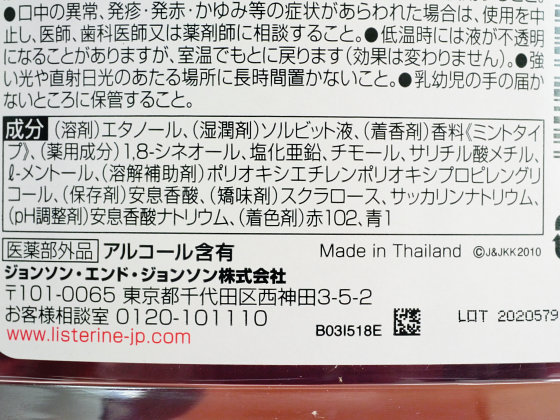 ●口中の異常、発疹・発赤・かゆみ等の症状があらわれた場合は、使用を中
止し、医師、歯科医師又は薬剤師に相談すること。●低温時には液が不透明
になることがありますが、室温でもとに戻ります(効果は変わりません)。●強
い光や直射日光のあたる場所に長時間置かないこと。●乳幼児の手の届か
ないところに保管すること。
成分 (溶剤)エタノール、(湿潤剤)ソルビット液、(着香剤)香料《ミントタイ
プ》、(薬用成分)1,8-シネオール、塩化亜鉛、チモール、サリチル酸メチル、
ℓ-メントール、(溶解補助剤)ポリオキシエチレンポリオキシプロピレングリ
コール、(保存剤)安息香酸、(矯味剤)スクラロース、サッカリンナトリウム、
(pH調整剤)安息香酸ナトリウム、(着色剤)赤102、青1
医薬部外品 アルコール含有 Made in Thailand ©J&JKK2010
ジョンソン・エンド・ジョンソン株式会社
〒101-0065 東京都千代田区西神田3-5-2
お客様相談室 0120-101110
www.listerine-jp.com B03I518E LOT 2020579